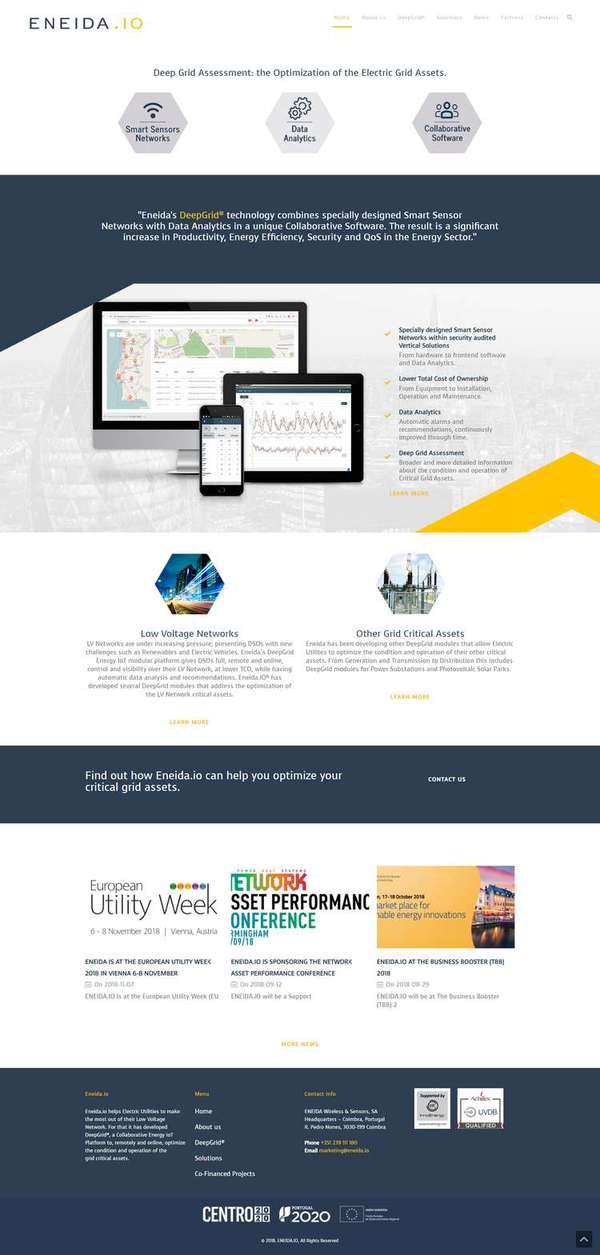 ENEIDA.IO
Home About us DeepGrid® Solutions News Careers Contacts
Deep Grid Assessment: the Optimization of the Electric Grid Assets.
Smart Sensors
Networks
Data
Analytics
Collaborative
Software
"Eneida's DeepGrid® technology combines specially designed Smart Sensor
Networks with Data Analytics in a unique Collaborative Software. The result is a significant
increase in Productivity, Energy Efficiency, Security and QoS in the Energy Sector."
Specially designed Smart Sensor
Networks within security audited
Vertical Solutions
From hardware to frontend software
and Data Analytics.
Lower Total Cost of Ownership
From Equipment to Installation,
Operation and Maintenance.
Data Analytics
Automatic alarms and
recommendations, continuously
improved through time.
Deep Grid Assessment
Broader and more detailed information
about the condition and operation of
Critical Grid Assets.
LEARN MORE
Low Voltage Networks
LV Networks are under increasing pressure, presenting DSOs with new
challenges such as Renewables and Electric Vehicles. Eneida's DeepGrid
Energy IoT modular platform gives DSOs full, remote and online,
control and visibility over their LV Network, at lower TCO, while having
automatic data analysis and recommendations. Eneida.IO® has
developed several DeepGrid modules that address the optimization of
the LV Network critical assets.
LEARN MORE
Other Grid Critical Assets
Eneida has been developing other DeepGrid modules that allow Electric
Utilities to optimize the condition and operation of their other critical
assets. From Generation and Transmission to Distribution this includes
DeepGrid modules for Power Substations and Photovoltaic Solar Parks.
LEARN MORE
Find out how Eneida.io can help you optimize your
critical grid assets.
CONTACT US
European
Utility Week
6 - 8 November 2018 | Vienna, Austria
ENEIDA IS AT THE EUROPEAN UTILITY WEEK
2018 IN VIENNA 6-8 NOVEMBER
On 2018-11-07
ENEIDA.IO is at the European Utility Week (EU
POWER GRID SYSTEMS
ETWORK
SSET PERFORMANC
ONFERENCE
MINGHAM
/09/18
ENEIDA.IO IS SPONSORING THE NETWORK
ASSET PERFORMANCE CONFERENCE
On 2018-09-12
ENEIDA.IO will be a Support
n, 17-18 October 2018
arket place for
nable energy innovations
ENEIDA.IO AT THE BUSINESS BOOSTER (TBB)
2018
On 2018-08-29
ENEIDA.IO will be at The Business Booster
(TBB) 2
MORE NEWS
Eneida.io
Eneida.io helps Electric Utilities to make
the most out of their Low Voltage
Network. For that it has developed
DeepGrid®, a Collaborative Energy IoT
Platform to, remotely and online, optimize
the condition and operation of the
grid critical assets.
Menu
Home
About us
DeepGrid®
Solutions
Co-Financed Projects
Contact info
ENEIDA Wireless & Sensors, SA
Headquarters – Coimbra, Portugal
R. Pedro Nunes, 3030-199 Coimbra
Phone +351 239 111 180
Email marketing@eneida.io
Supported by
InnoEnergy
Achilles
UVDB
QUALIFIED
CENTRO 2020
PORTUGAL
2020
© 2018, ENEIDA.IO, All Rights Reserved